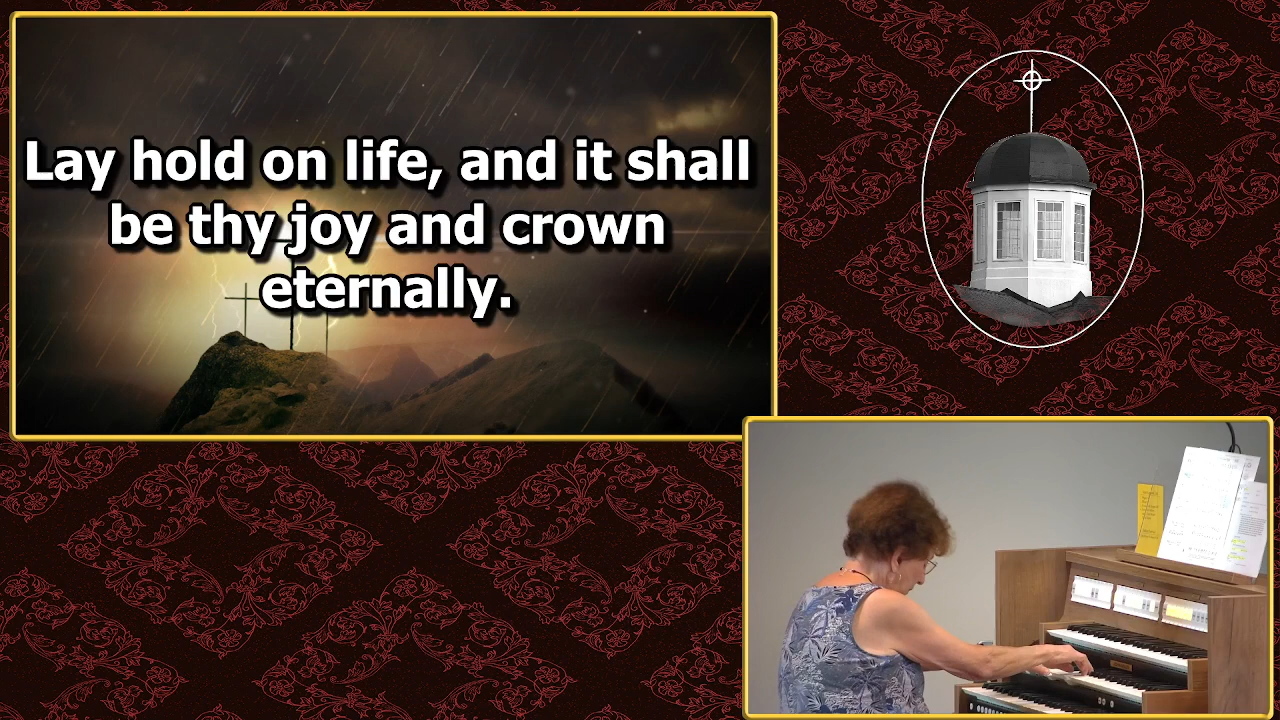 Lay hold on life, and it shall
be thy joy and crown
eternally.